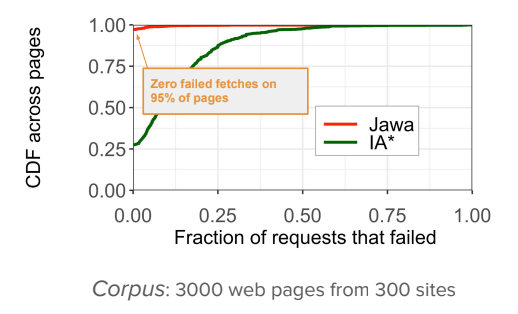 CDF across pages
1.00
0.75
0.50
0.25
0.00
Zero failed fetches on
95% of pages
Jawa
IA*
0.00 0.25 0.50 0.75 1.00
Fraction of requests that failed
Corpus: 3000 web pages from 300 sites